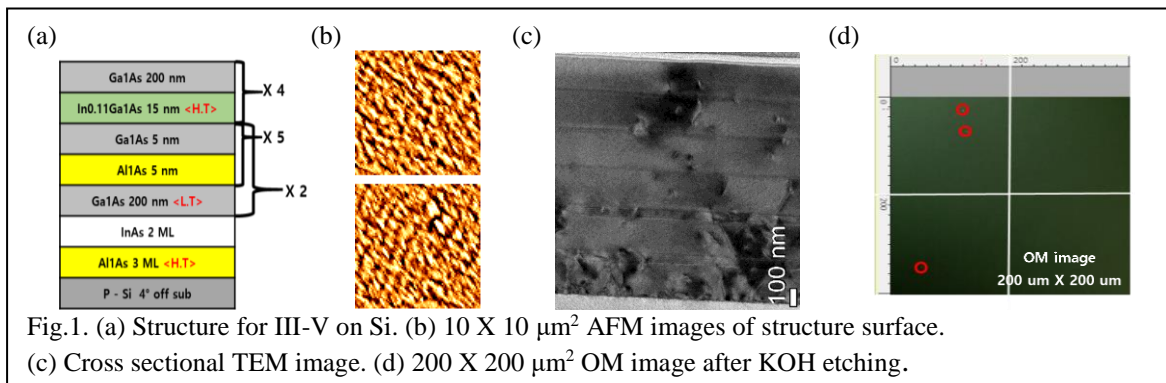 (a)
Ga1As 200 nm
In0.11Ga1As 15 nm <H.T>
Ga1As 5 nm
Al1As 5 nm
Ga1As 200 nm <L.T>
InAs 2 ML
Al1As 3 ML <H.T>
P - Si 4° off sub
X 4
X 5
X 2
(b)
(c)
100 nm
(d)
0
200
0
200
OM image
200 um X 200 um
Fig.1. (a) Structure for III-V on Si. (b) 10 X 10 μm² AFM images of structure surface.
(c) Cross sectional TEM image. (d) 200 X 200 μm² OM image after KOH etching.